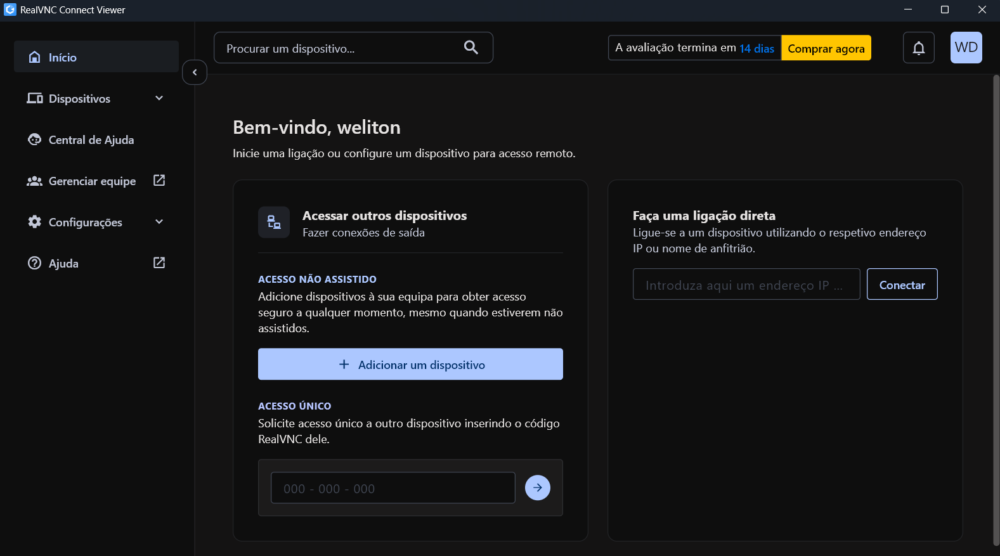 RealVNC Connect Viewer
Início
Dispositivos
Central de Ajuda
Gerenciar equipe
Configurações
Ajuda
Procurar um dispositivo...
A avaliação termina em 14 dias
Comprar agora
WD
Bem-vindo, weliton
Inicie uma ligação ou configure um dispositivo para acesso remoto.
Acessar outros dispositivos
Fazer conexões de saída
ACESSO NÃO ASSISTIDO
Adicione dispositivos à sua equipa para obter acesso
seguro a qualquer momento, mesmo quando estiverem não
assistidos.
+ Adicionar um dispositivo
ACESSO ÚNICO
Solicite acesso único a outro dispositivo inserindo o código
RealVNC dele.
000 - 000 - 000
Faça uma ligação direta
Ligue-se a um dispositivo utilizando o respetivo endereço
IP ou nome de anfitrião.
Introduza aqui um endereço IP ...
Conectar